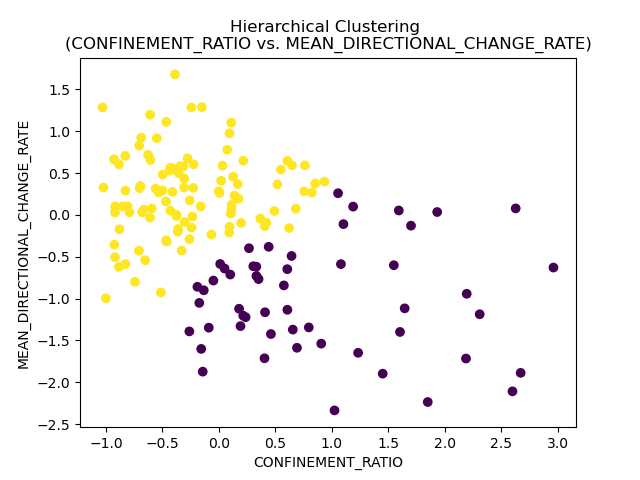 Hierarchical Clustering
(CONFINEMENT_RATIO vs. MEAN_DIRECTIONAL_CHANGE_RATE)
MEAN_DIRECTIONAL_CHANGE_RATE
1.5
1.0
0.5
0.0
−0.5
−1.0
−1.5
−2.0
−2.5
−1.0 −0.5 0.0 0.5 1.0 1.5 2.0 2.5 3.0
CONFINEMENT_RATIO